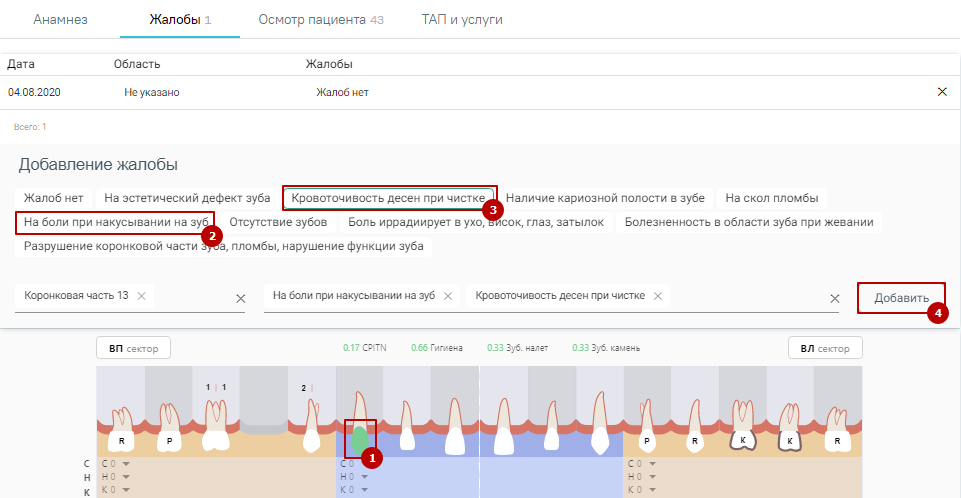 Анамнез Жалобы 1 Осмотр пациента 43 ТАП и услуги
Дата Область Жалобы
04.08.2020 Не указано Жалоб нет
Всего: 1
Добавление жалобы
Жалоб нет На эстетический дефект зуба Кровоточивость десен при чистке Наличие кариозной полости в зубе На скол пломбы
3
На боли при накусывании на зуб Отсутствие зубов Боль иррадиирует в ухо, висок, глаз, затылок Болезненность в области зуба при жевании
2
Разрушение коронковой части зуба, пломбы, нарушение функции зуба
Коронковая часть 13 На боли при накусывании на зуб Кровоточивость десен при чистке Добавить
4
ВП сектор 0.17 CPITN 0.66 Гигиена 0.33 Зуб. налет 0.33 Зуб. камень ВЛ сектор
1 1 2
R P P R K K R
1
С С 0 С 0 С 0
Н Н 0 Н 0 Н 0
К К 0 К 0 К 0